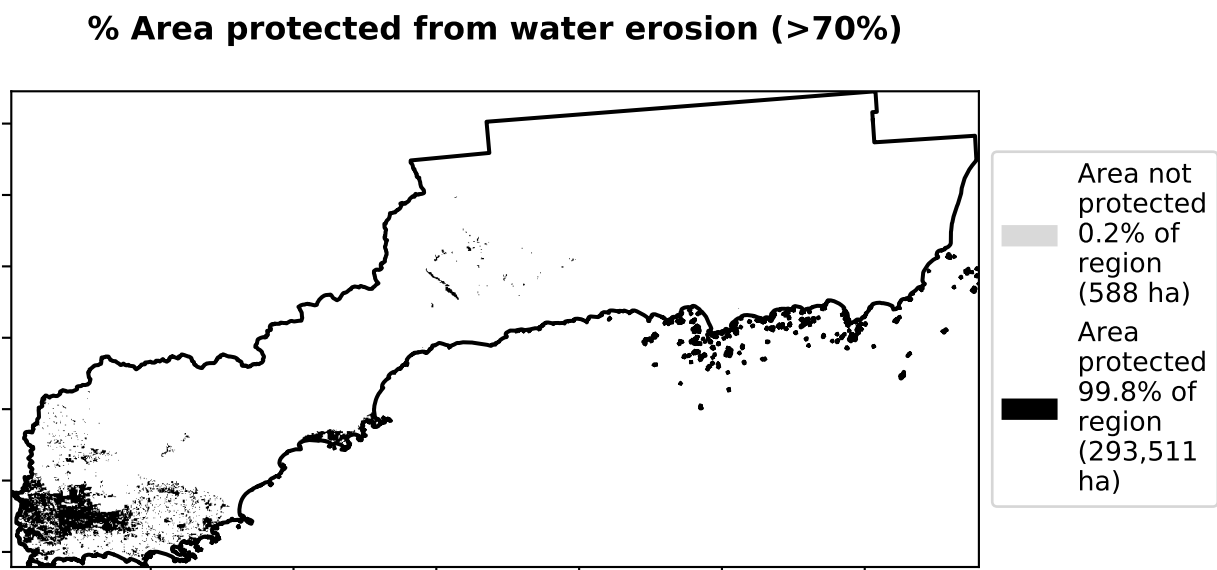 % Area protected from water erosion (>70%)
Area not
protected
0.2% of
region
(588 ha)
Area
protected
99.8% of
region
(293,511
ha)